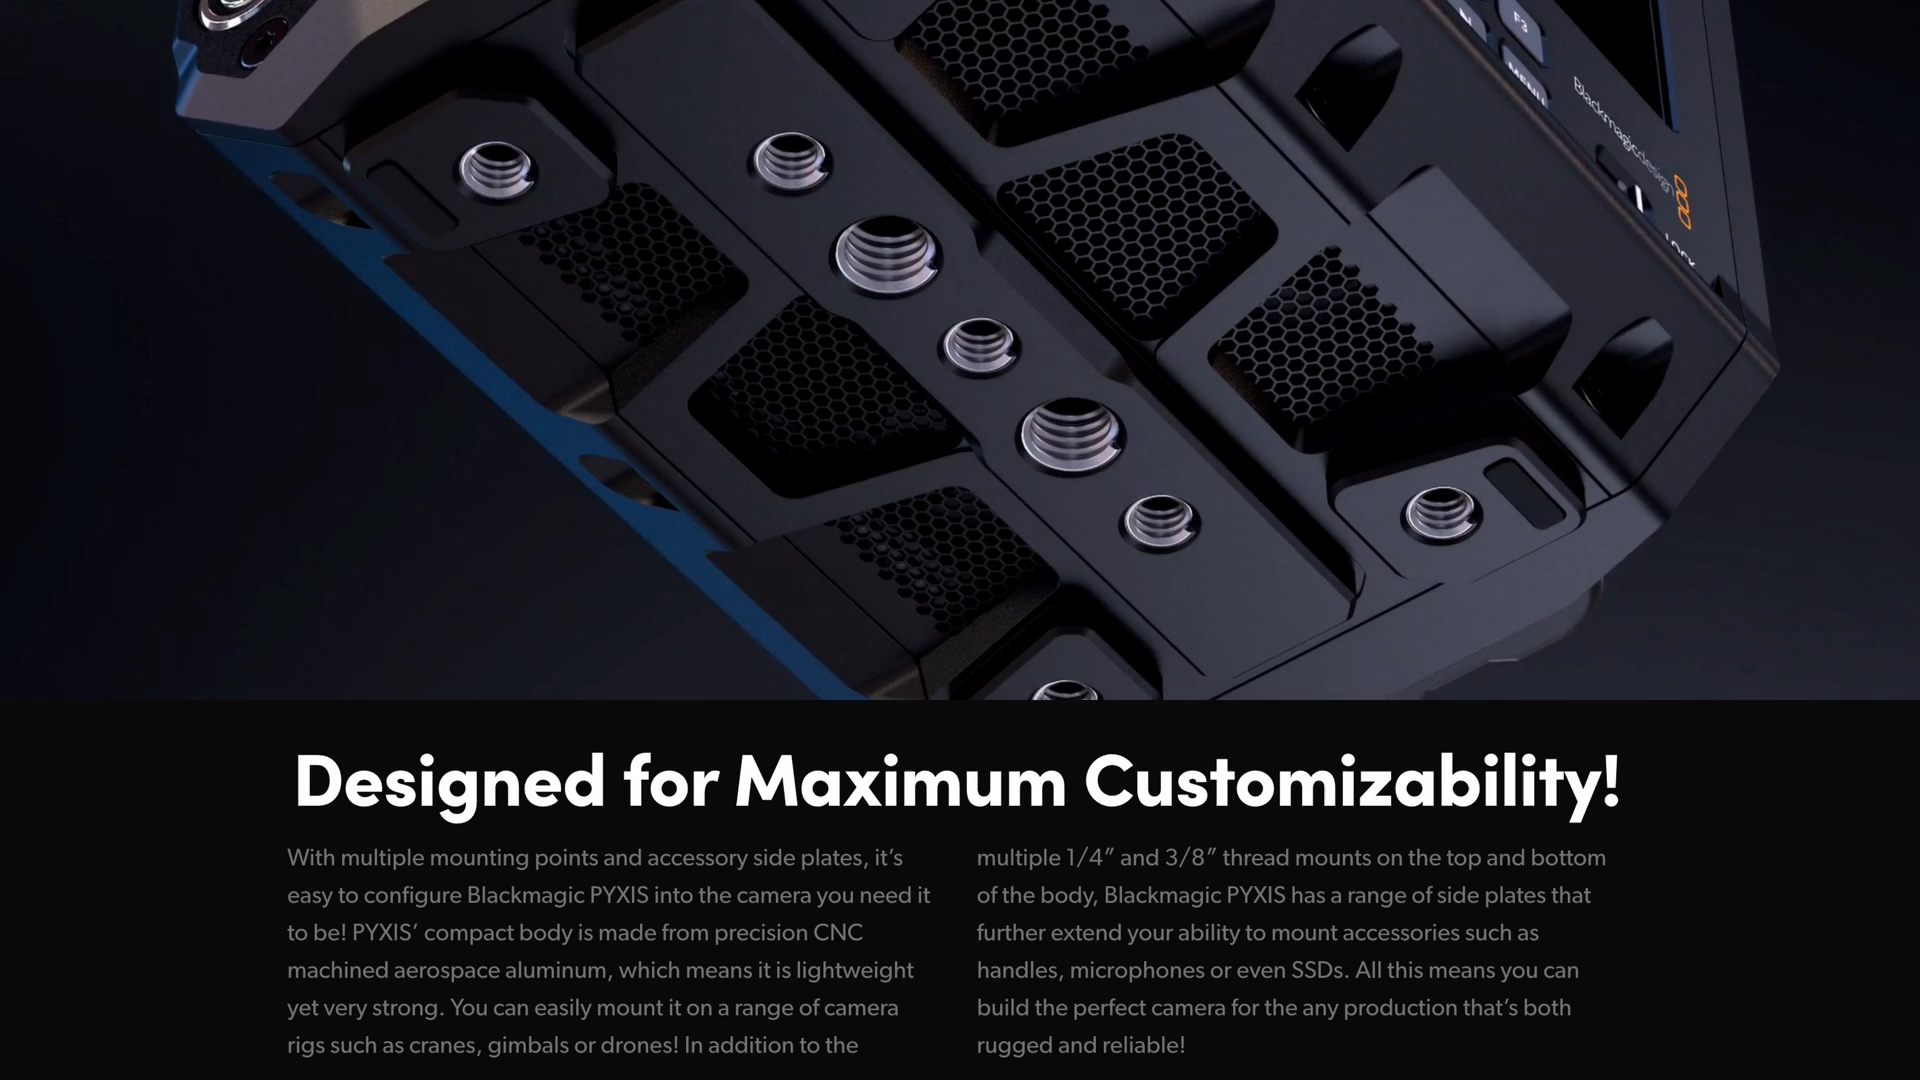 F3
MENU
Blackmagicdesign
LOCK
Designed for Maximum Customizability!
With multiple mounting points and accessory side plates, it’s
easy to configure Blackmagic PYXIS into the camera you need it
to be! PYXIS’ compact body is made from precision CNC
machined aerospace aluminum, which means it is lightweight
yet very strong. You can easily mount it on a range of camera
rigs such as cranes, gimbals or drones! In addition to the
multiple 1/4” and 3/8” thread mounts on the top and bottom
of the body, Blackmagic PYXIS has a range of side plates that
further extend your ability to mount accessories such as
handles, microphones or even SSDs. All this means you can
build the perfect camera for the any production that’s both
rugged and reliable!